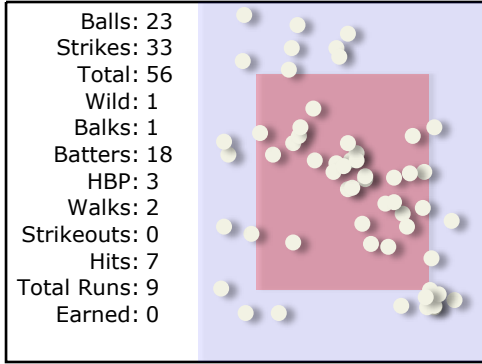 Balls: 23
Strikes: 33
Total: 56
Wild: 1
Balks: 1
Batters: 18
HBP: 3
Walks: 2
Strikeouts: 0
Hits: 7
Total Runs: 9
Earned: 0